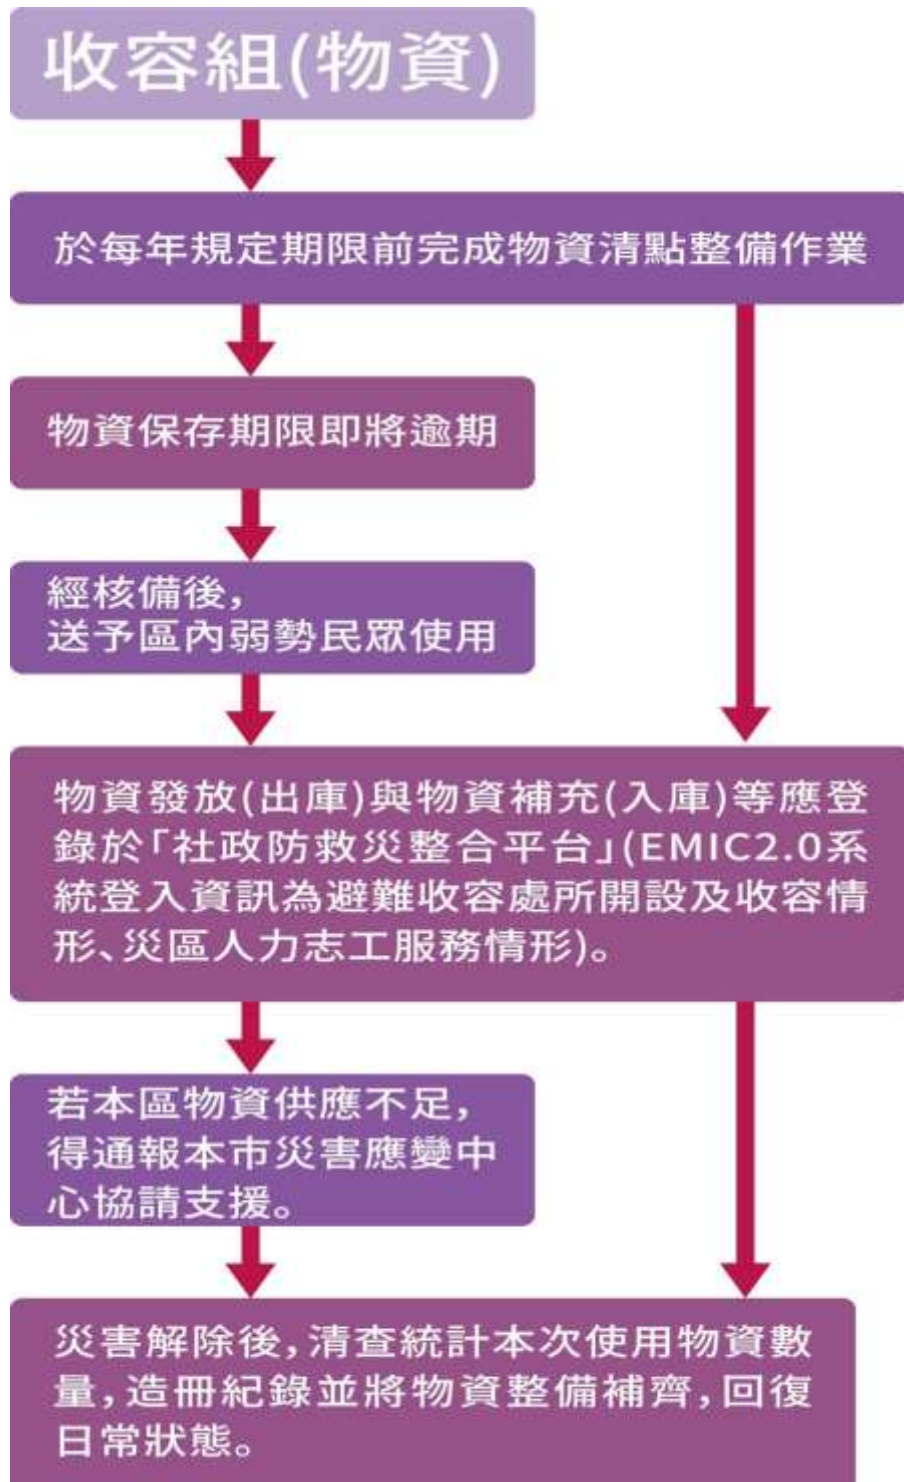 收容組(物資)
於每年規定期限前完成物資清點整備作業
物資保存期限即將逾期
經核備後,
送予區內弱勢民眾使用
物資發放(出庫)與物資補充(入庫)等應登
錄於「社政防救災整合平台」(EMIC2.0系
統登入資訊為避難收容處所開設及收容情
形、災區人力志工服務情形)。
若本區物資供應不足,
得通報本市災害應變中
心協請支援。
災害解除後,清查統計本次使用物資數
量,造冊紀錄並將物資整備補齊,回復
日常狀態。